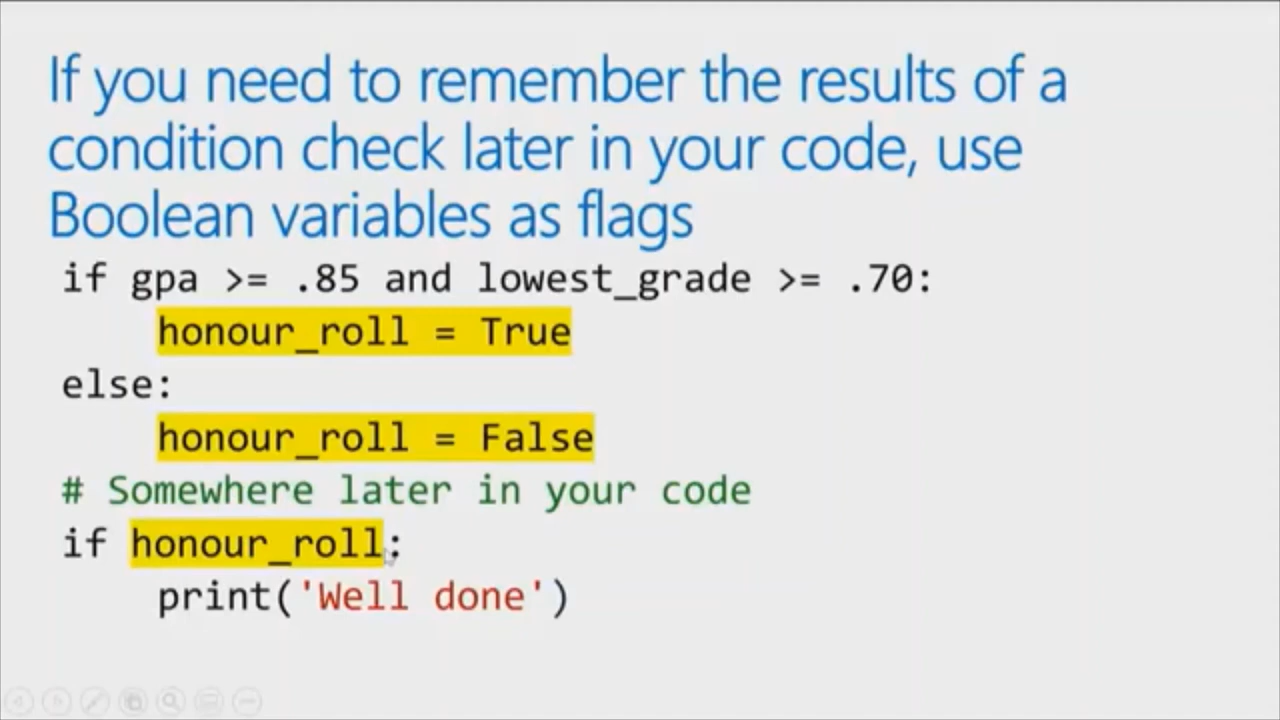 If you need to remember the results of a
condition check later in your code, use
Boolean variables as flags
if gpa >= .85 and lowest_grade >= .70:
    honour_roll = True
else:
    honour_roll = False
# Somewhere later in your code
if honour_roll:
    print('Well done')